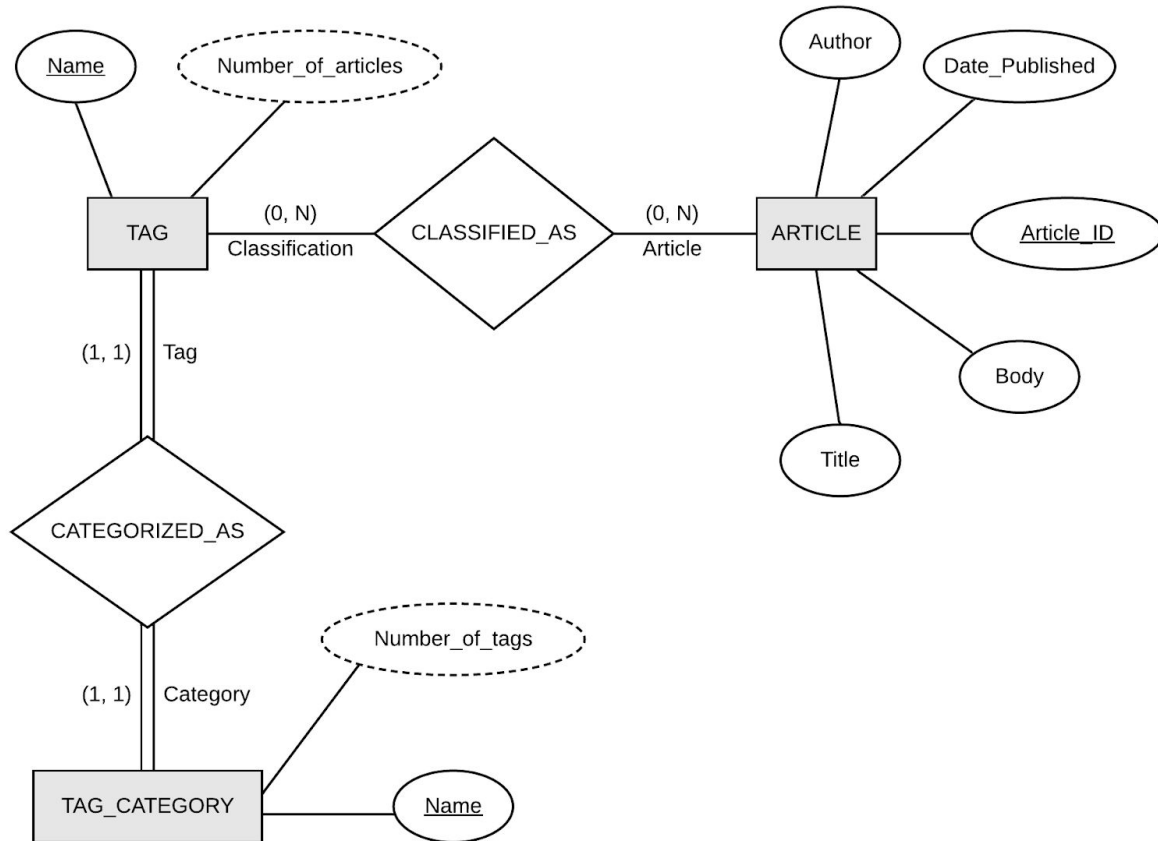 Name
Number_of_articles
Author
Date_Published
TAG
(0, N)
Classification
CLASSIFIED_AS
(0, N)
Article
ARTICLE
Article_ID
(1, 1)
Tag
Body
Title
CATEGORIZED_AS
Number_of_tags
(1, 1)
Category
TAG_CATEGORY
Name